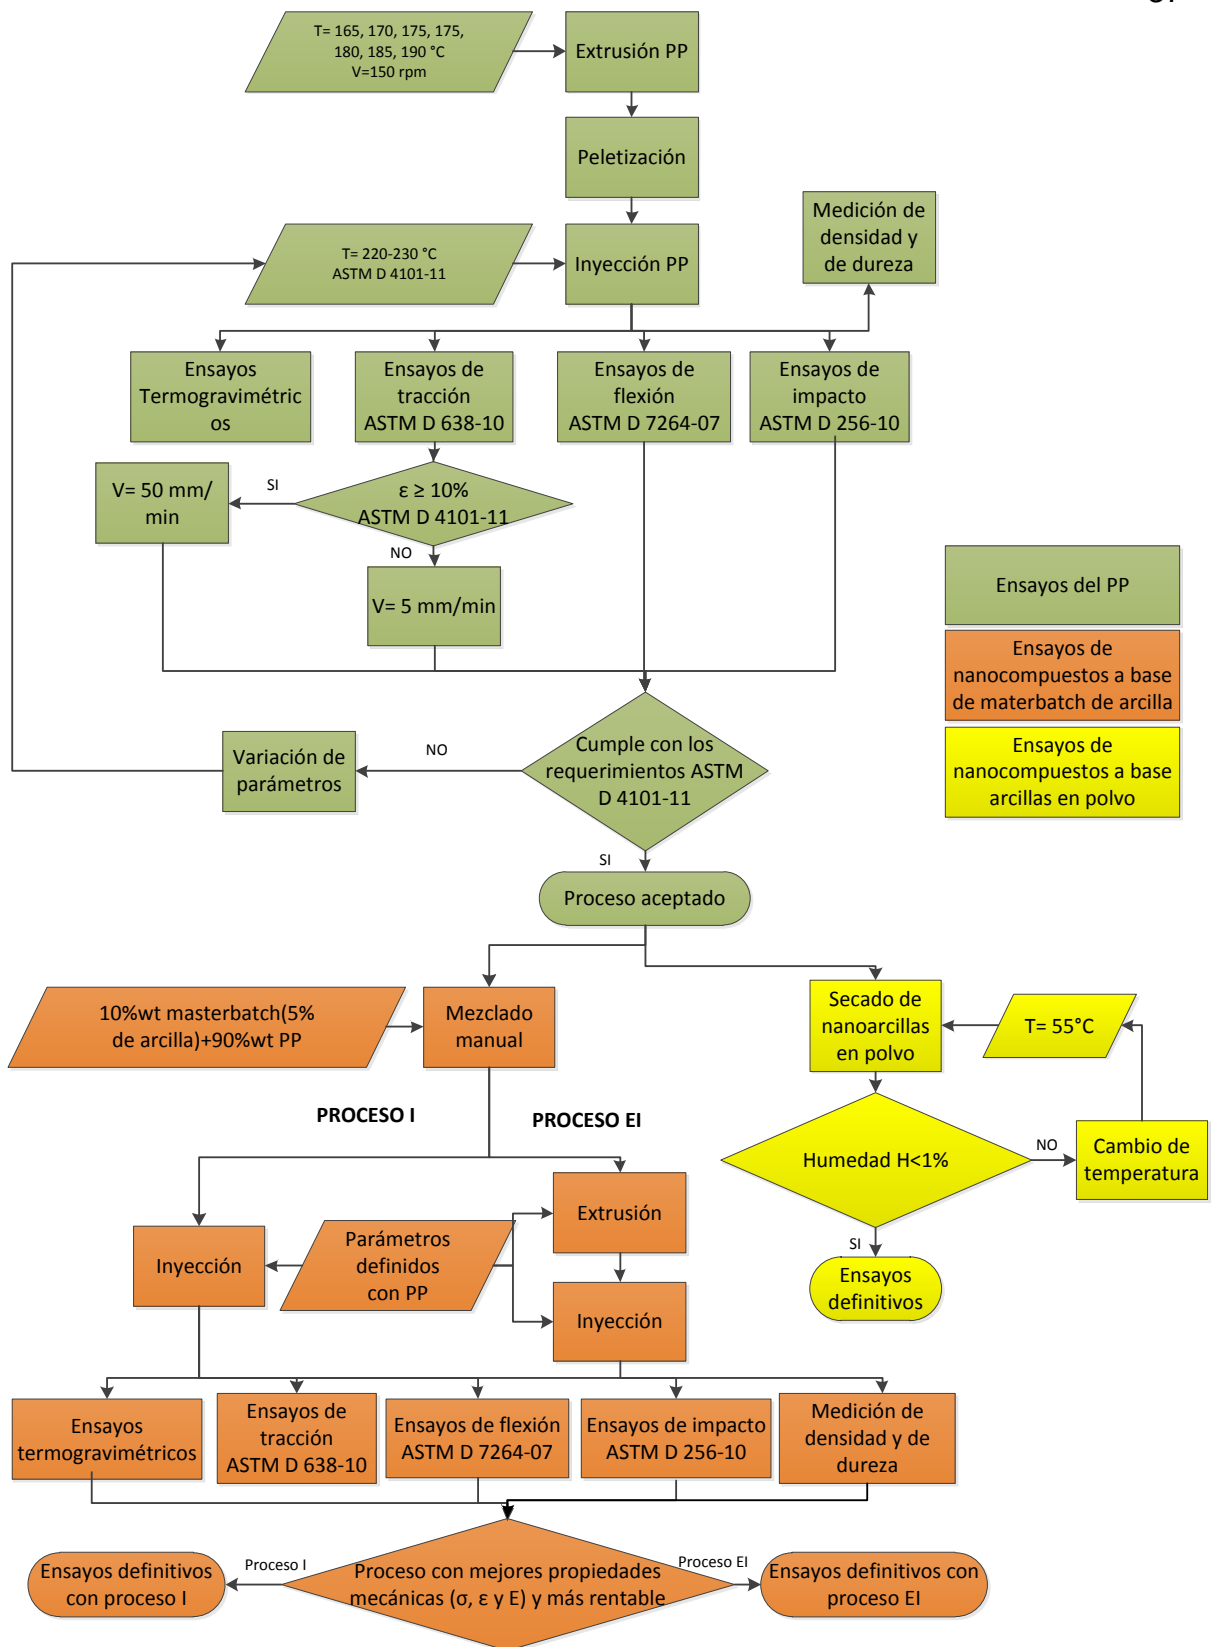 T= 165, 170, 175, 175,
180, 185, 190 °C
V=150 rpm
Extrusión PP
Peletización
Medición de
densidad y
de dureza
T= 220-230 °C
ASTM D 4101-11
Inyección PP
Ensayos
Termogravimétric
os
Ensayos de
tracción
ASTM D 638-10
Ensayos de
flexión
ASTM D 7264-07
Ensayos de
impacto
ASTM D 256-10
V= 50 mm/
min
SI
ε ≥ 10%
ASTM D 4101-11
NO
V= 5 mm/min
Ensayos del PP
Ensayos de
nanocompuestos a base
de materbatch de arcilla
Ensayos de
nanocompuestos a base
arcillas en polvo
Variación de
parámetros
NO
Cumple con los
requerimientos ASTM
D 4101-11
SI
Proceso aceptado
10%wt masterbatch(5%
de arcilla)+90%wt PP
Mezclado
manual
Secado de
nanoarcillas
en polvo
T= 55°C
PROCESO I
PROCESO EI
Humedad H<1%
NO
Cambio de
temperatura
SI
Ensayos
definitivos
Inyección
Parámetros
definidos
con PP
Extrusión
Inyección
Ensayos
termogravimétricos
Ensayos de
tracción
ASTM D 638-10
Ensayos de flexión
ASTM D 7264-07
Ensayos de impacto
ASTM D 256-10
Medición de
densidad y de
dureza
Ensayos definitivos
con proceso I
Proceso I
Proceso con mejores propiedades
mecánicas (σ, ε y E) y más rentable
Proceso EI
Ensayos definitivos con
proceso EI